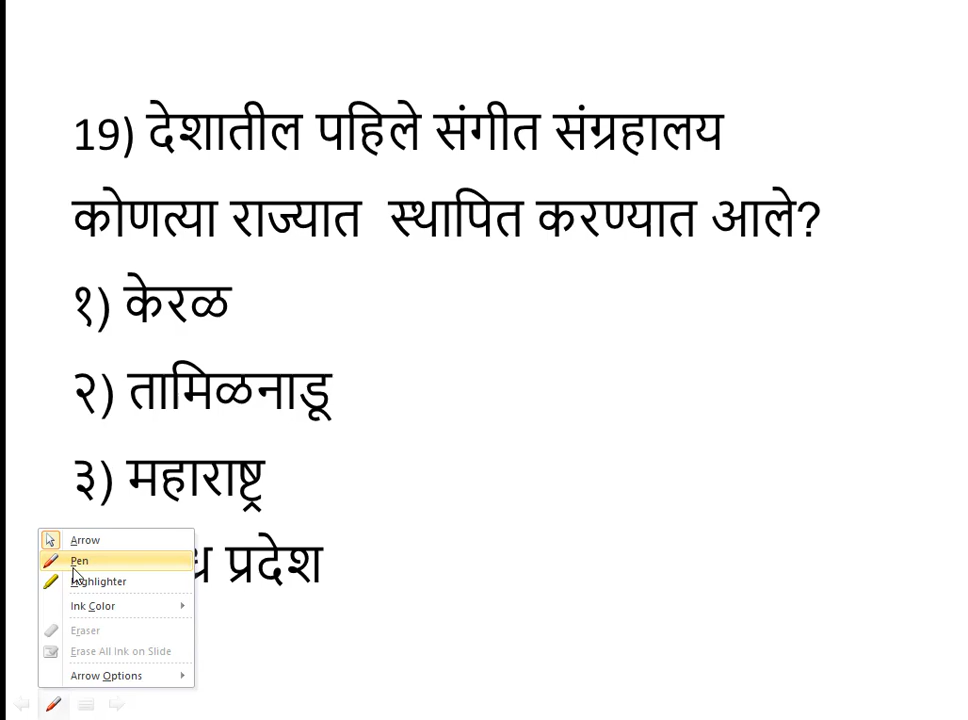 19) देशातील पहिले संगीत संग्रहालय
कोणत्या राज्यात स्थापित करण्यात आले?
१) केरळ
२) तामिळनाडू
३) महाराष्ट्र
प्रदेश
Arrow
Pen
Highlighter
Ink Color
Eraser
Erase All Ink on Slide
Arrow Options